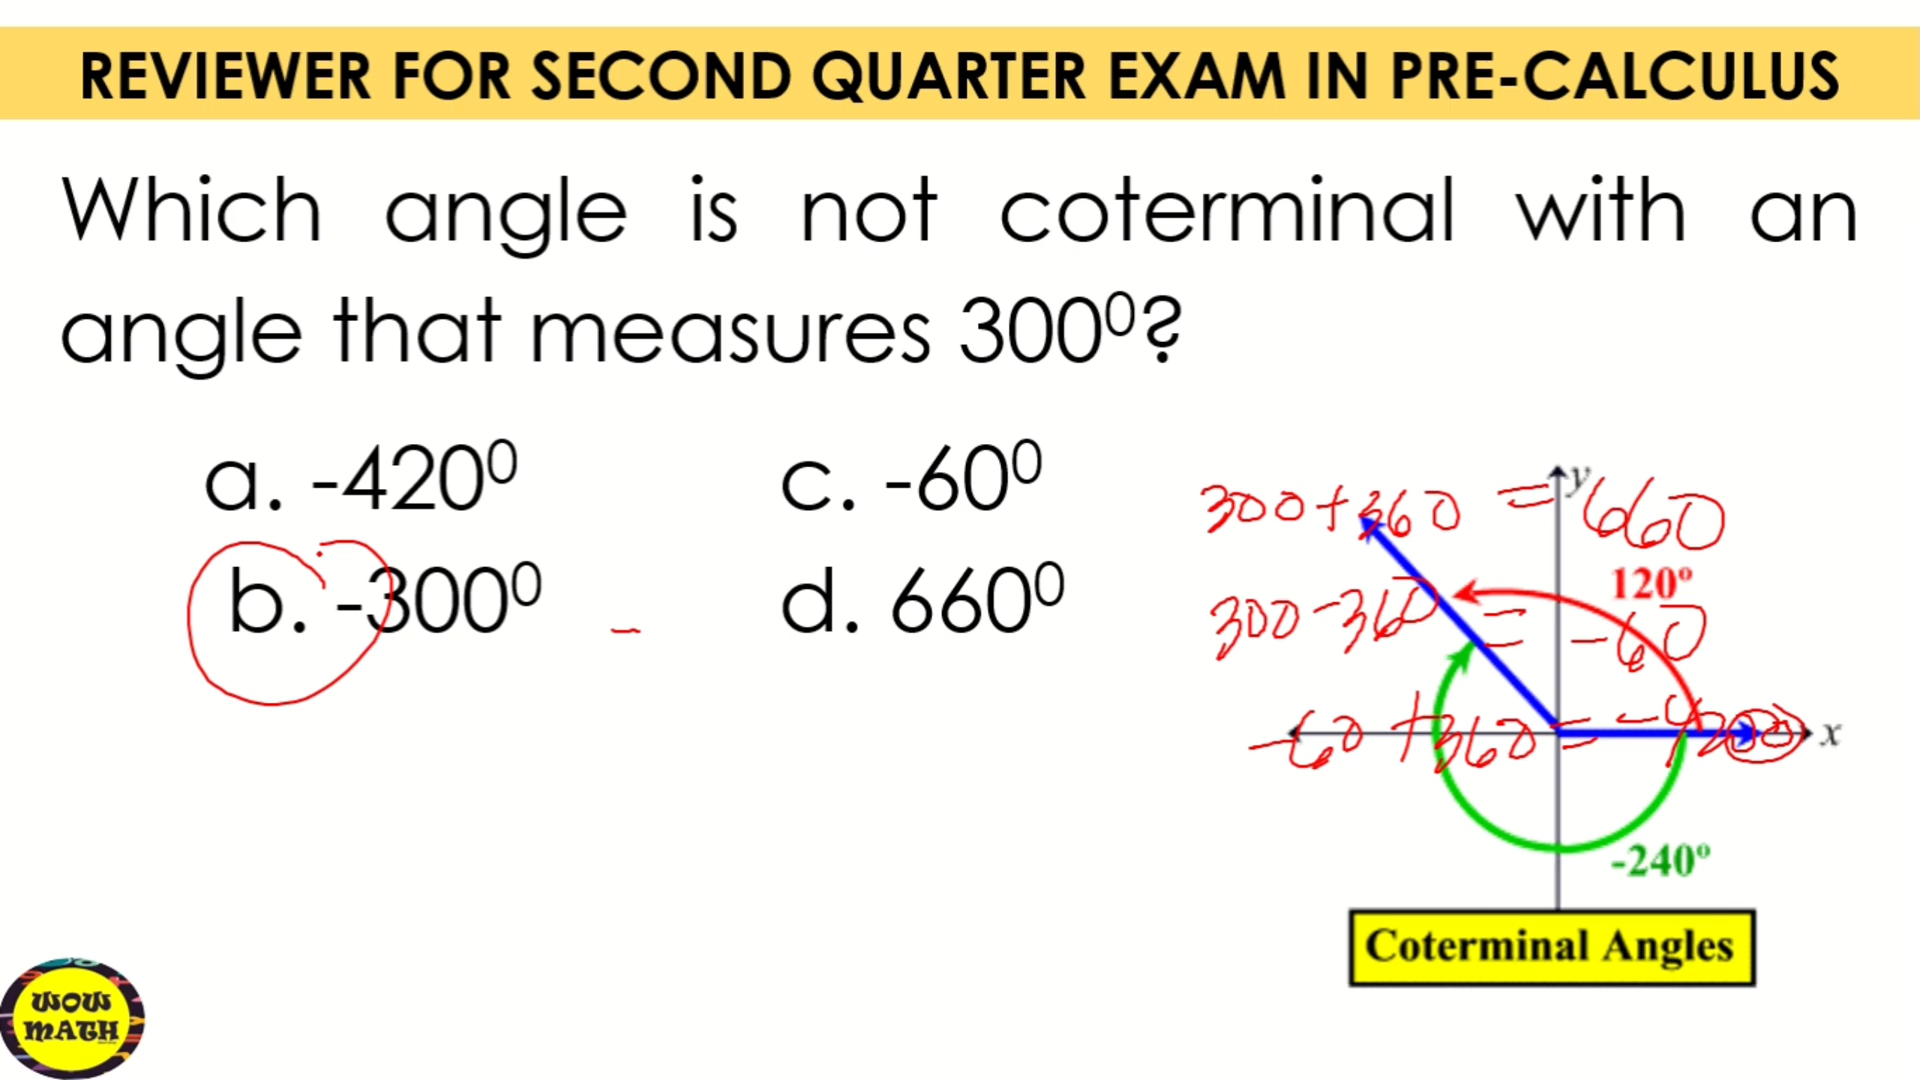 REVIEWER FOR SECOND QUARTER EXAM IN PRE-CALCULUS
Which angle is not coterminal with an
angle that measures 300⁰?
a. -420⁰
b. -300⁰
c. -60⁰
d. 660⁰
300+360 = 660
300-360 = -60
-60 +360 = -4200
y
x
120°
-240°
Coterminal Angles
WOW
MATH